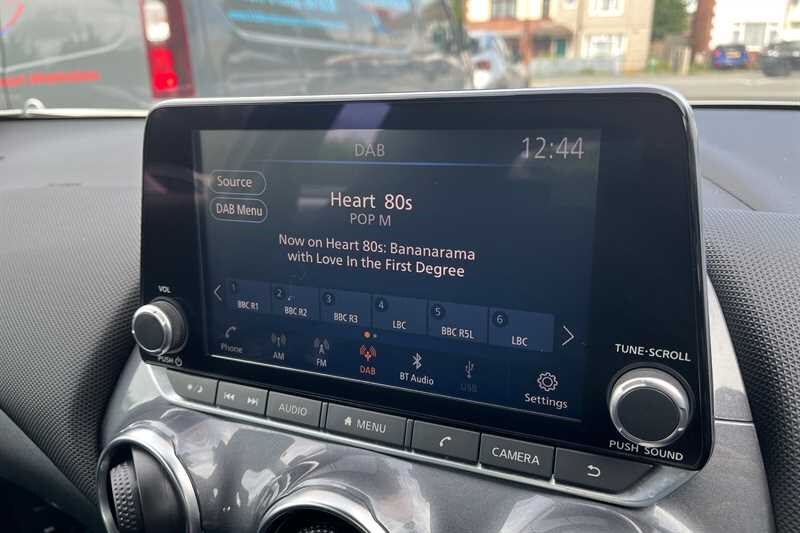 DAB
12:44
Source
DAB Menu
Heart 80s
POP M
Now on Heart 80s: Bananarama
with Love In the First Degree
1 BBC R1
2 BBC R2
3 BBC R3
4 LBC
5 BBC R5L
6 LBC
Phone
AM
FM
DAB
BT Audio
USB
Settings
VOL
PUSH
TUNE·SCROLL
PUSH SOUND
AUDIO
MENU
CAMERA